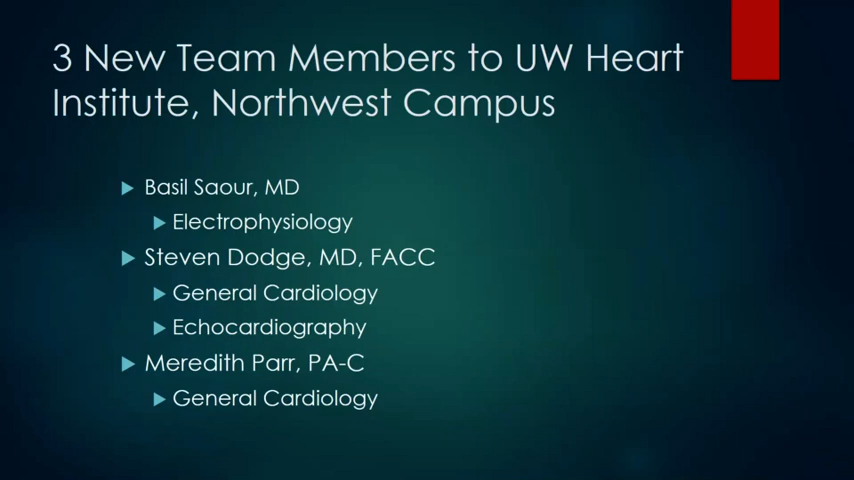 3 New Team Members to UW Heart
Institute, Northwest Campus
Basil Saour, MD
Electrophysiology
Steven Dodge, MD, FACC
General Cardiology
Echocardiography
Meredith Parr, PA-C
General Cardiology